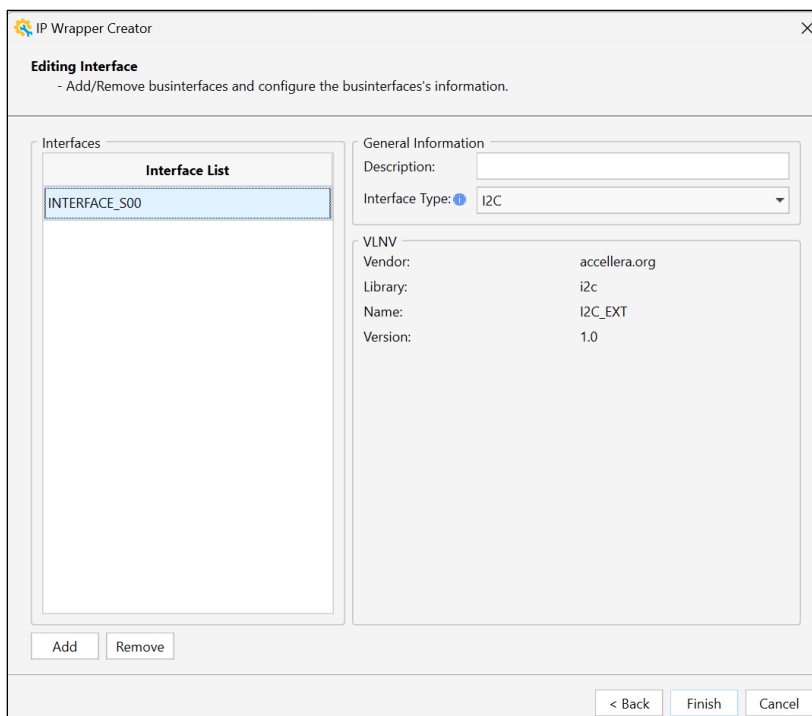 IP Wrapper Creator
Editing Interface
- Add/Remove businterfaces and configure the businterfaces's information.
Interfaces
Interface List
INTERFACE_S00
Add
Remove
General Information
Description:
Interface Type: i I2C
VLNV
Vendor: accellera.org
Library: i2c
Name: I2C_EXT
Version: 1.0
< Back Finish Cancel